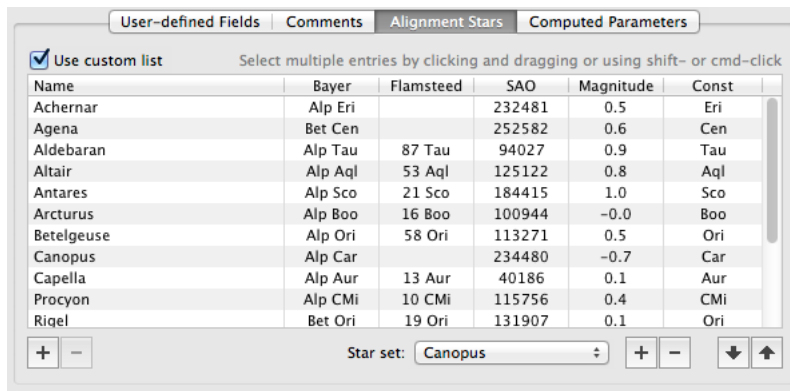 User-defined Fields Comments Alignment Stars Computed Parameters
Use custom list Select multiple entries by clicking and dragging or using shift- or cmd-click
Name Bayer Flamsteed SAO Magnitude Const
Achernar Alp Eri 232481 0.5 Eri
Agena Bet Cen 252582 0.6 Cen
Aldebaran Alp Tau 87 Tau 94027 0.9 Tau
Altair Alp Aql 53 Aql 125122 0.8 Aql
Antares Alp Sco 21 Sco 184415 1.0 Sco
Arcturus Alp Boo 16 Boo 100944 -0.0 Boo
Betelgeuse Alp Ori 58 Ori 113271 0.5 Ori
Canopus Alp Car 234480 -0.7 Car
Capella Alp Aur 13 Aur 40186 0.1 Aur
Procyon Alp CMi 10 CMi 115756 0.4 CMi
Rigel Bet Ori 19 Ori 131907 0.1 Ori
+ - Star set: Canopus + -